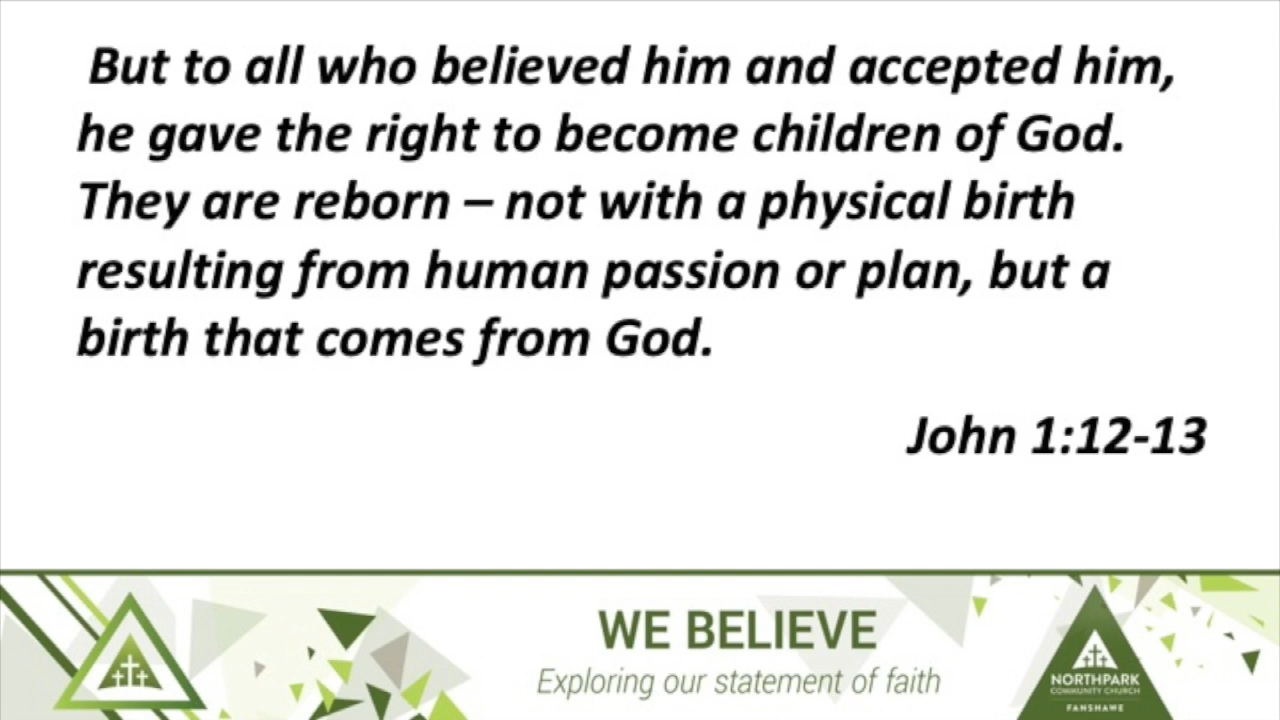 But to all who believed him and accepted him,
he gave the right to become children of God.
They are reborn – not with a physical birth
resulting from human passion or plan, but a
birth that comes from God.
John 1:12-13
WE BELIEVE
Exploring our statement of faith
NORTHPARK
COMMUNITY CHURCH
FANSHAWE